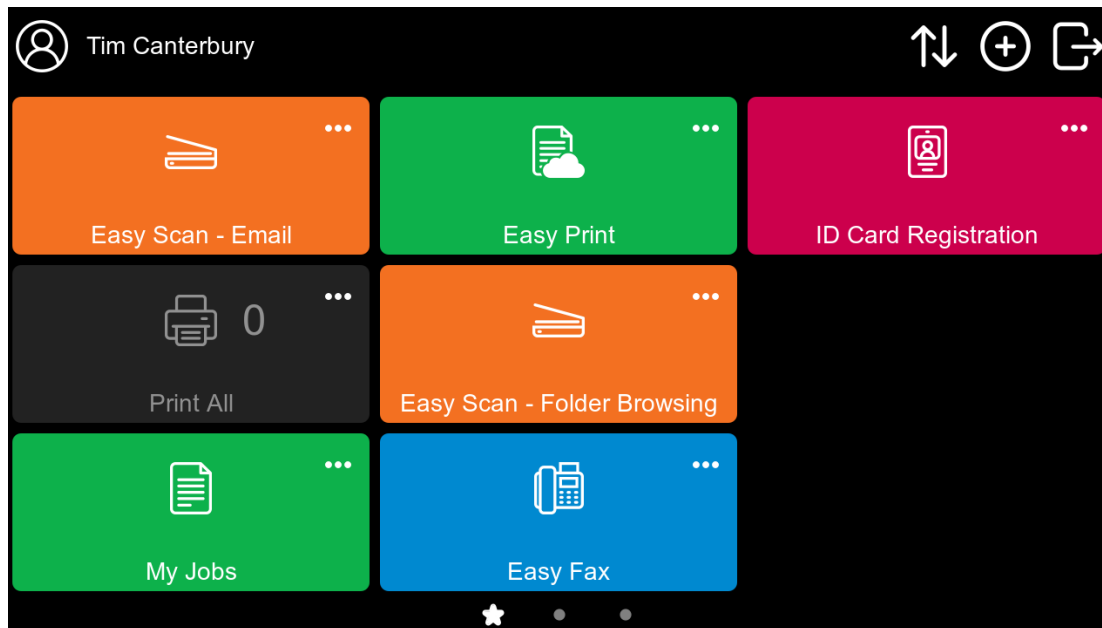 Tim Canterbury
Easy Scan - Email
Easy Print
ID Card Registration
0
Print All
Easy Scan - Folder Browsing
My Jobs
Easy Fax